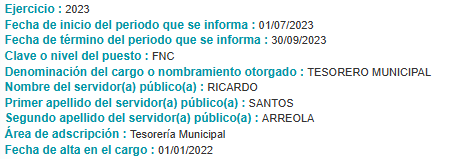 Ejercicio : 2023
Fecha de inicio del periodo que se informa : 01/07/2023
Fecha de término del periodo que se informa : 30/09/2023
Clave o nivel del puesto : FNC
Denominación del cargo o nombramiento otorgado : TESORERO MUNICIPAL
Nombre del servidor(a) público(a) : RICARDO
Primer apellido del servidor(a) público(a) : SANTOS
Segundo apellido del servidor(a) público(a) : ARREOLA
Área de adscripción : Tesorería Municipal
Fecha de alta en el cargo : 01/01/2022